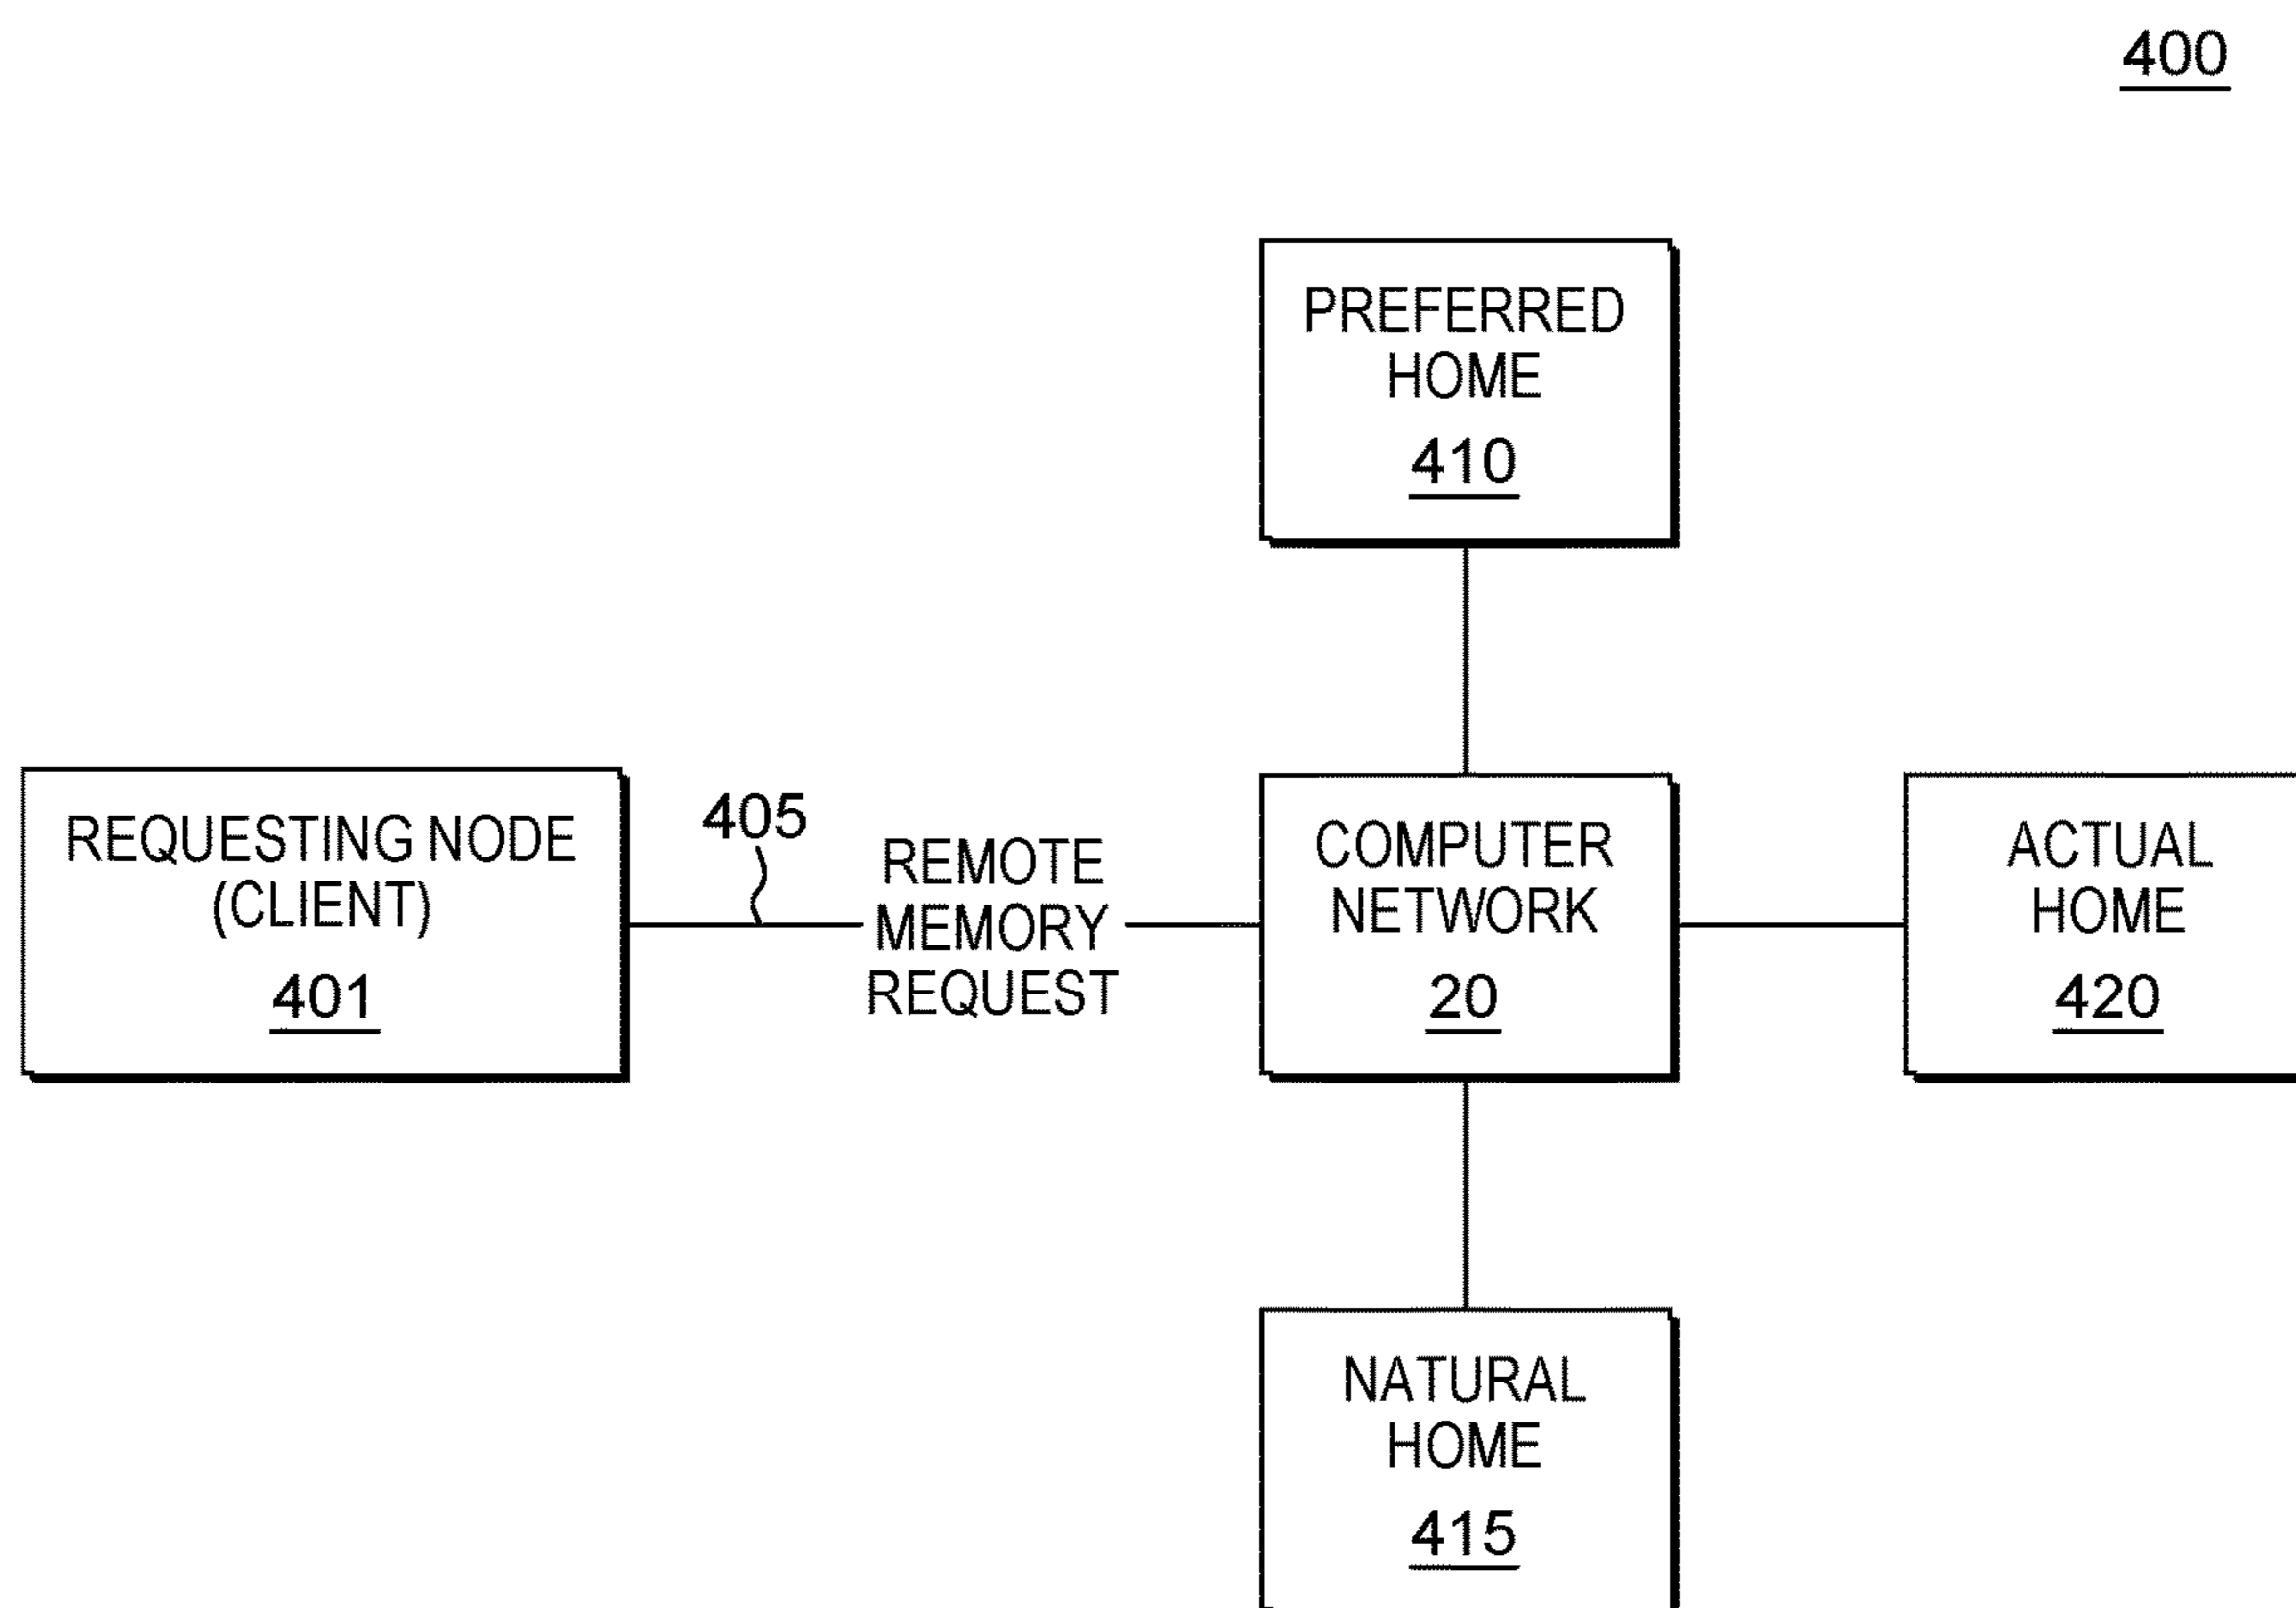 400
PREFERRED
HOME
410
REQUESTING NODE
(CLIENT)
401
405
REMOTE
MEMORY
REQUEST
COMPUTER
NETWORK
20
ACTUAL
HOME
420
NATURAL
HOME
415